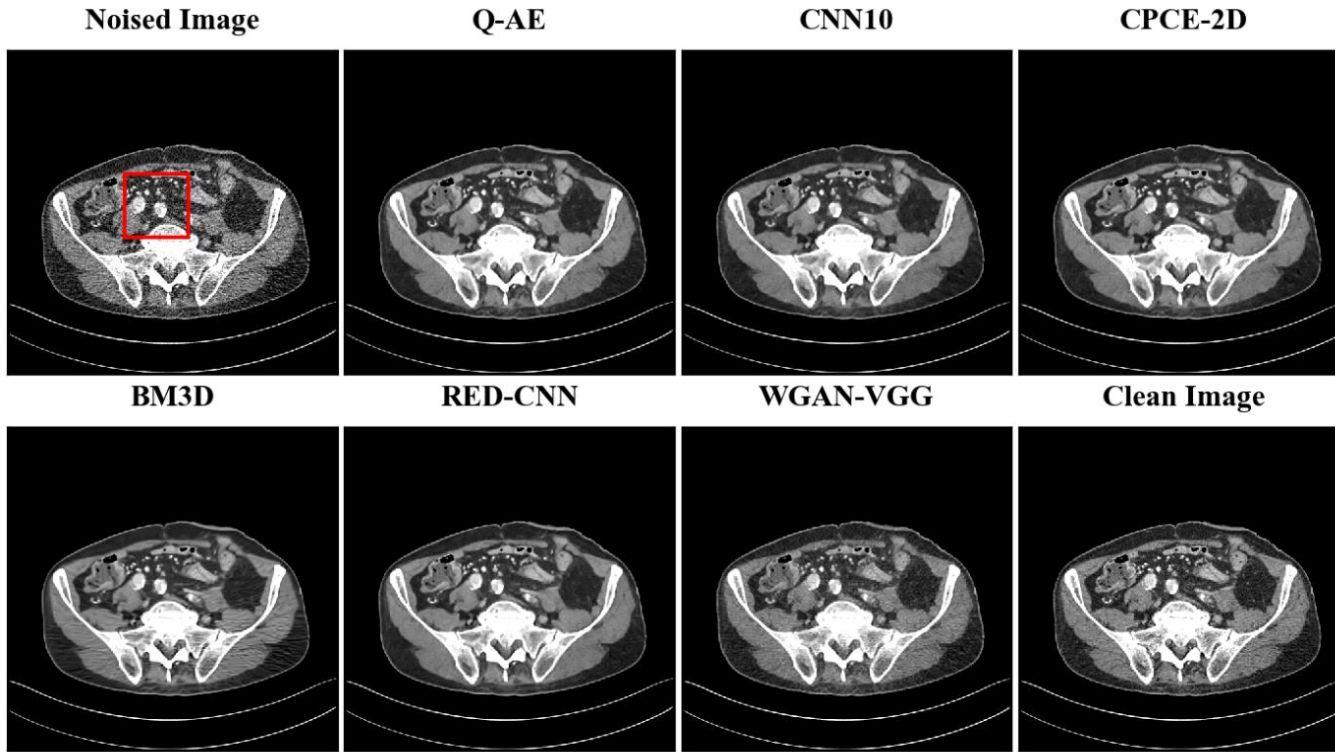 Noised Image
Q-AE
CNN10
CPCE-2D
BM3D
RED-CNN
WGAN-VGG
Clean Image